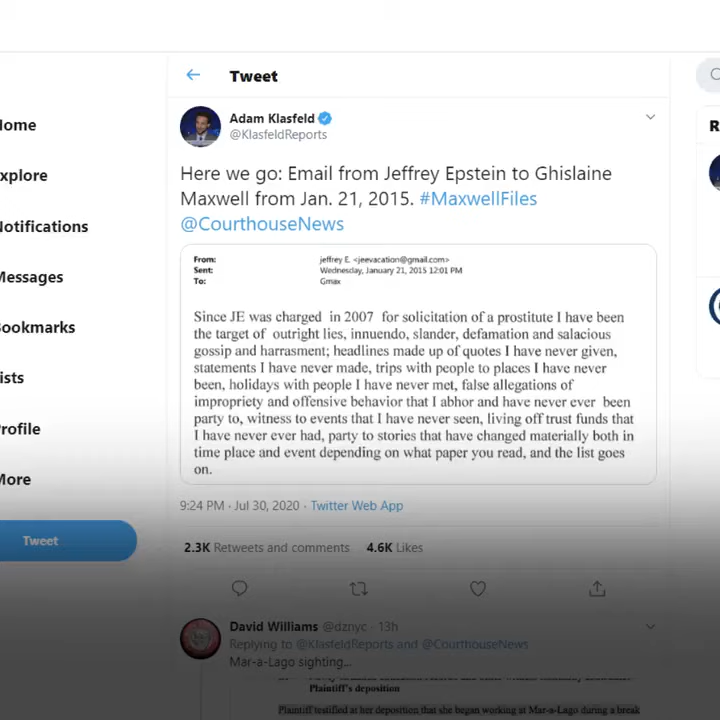 Tweet
Adam Klasfeld
@KlasfeldReports
Here we go: Email from Jeffrey Epstein to Ghislaine
Maxwell from Jan. 21, 2015. #MaxwellFiles
@CourthouseNews
From: jeffrey E. <jeevacation@gmail.com>
Sent: Wednesday, January 21, 2015 12:01 PM
To: Gmax
Since JE was charged in 2007 for solicitation of a prostitute I have been
the target of outright lies, innuendo, slander, defamation and salacious
gossip and harrasment; headlines made up of quotes I have never given,
statements I have never made, trips with people to places I have never
been, holidays with people I have never met, false allegations of
impropriety and offensive behavior that I abhor and have never ever been
party to, witness to events that I have never seen, living off trust funds that
I have never ever had, party to stories that have changed materially both in
time place and event depending on what paper you read, and the list goes
on.
9:24 PM · Jul 30, 2020 · Twitter Web App
2.3K Retweets and comments 4.6K Likes
David Williams @dznyc · 13h
Replying to @KlasfeldReports and @CourthouseNews
Mar-a-Lago sighting...
Plaintiff's deposition
Plaintiff testified at her deposition that she began working at Mar-a-Lago during a break
ome
xplore
otifications
essages
ookmarks
ists
rofile
ore
Tweet
R